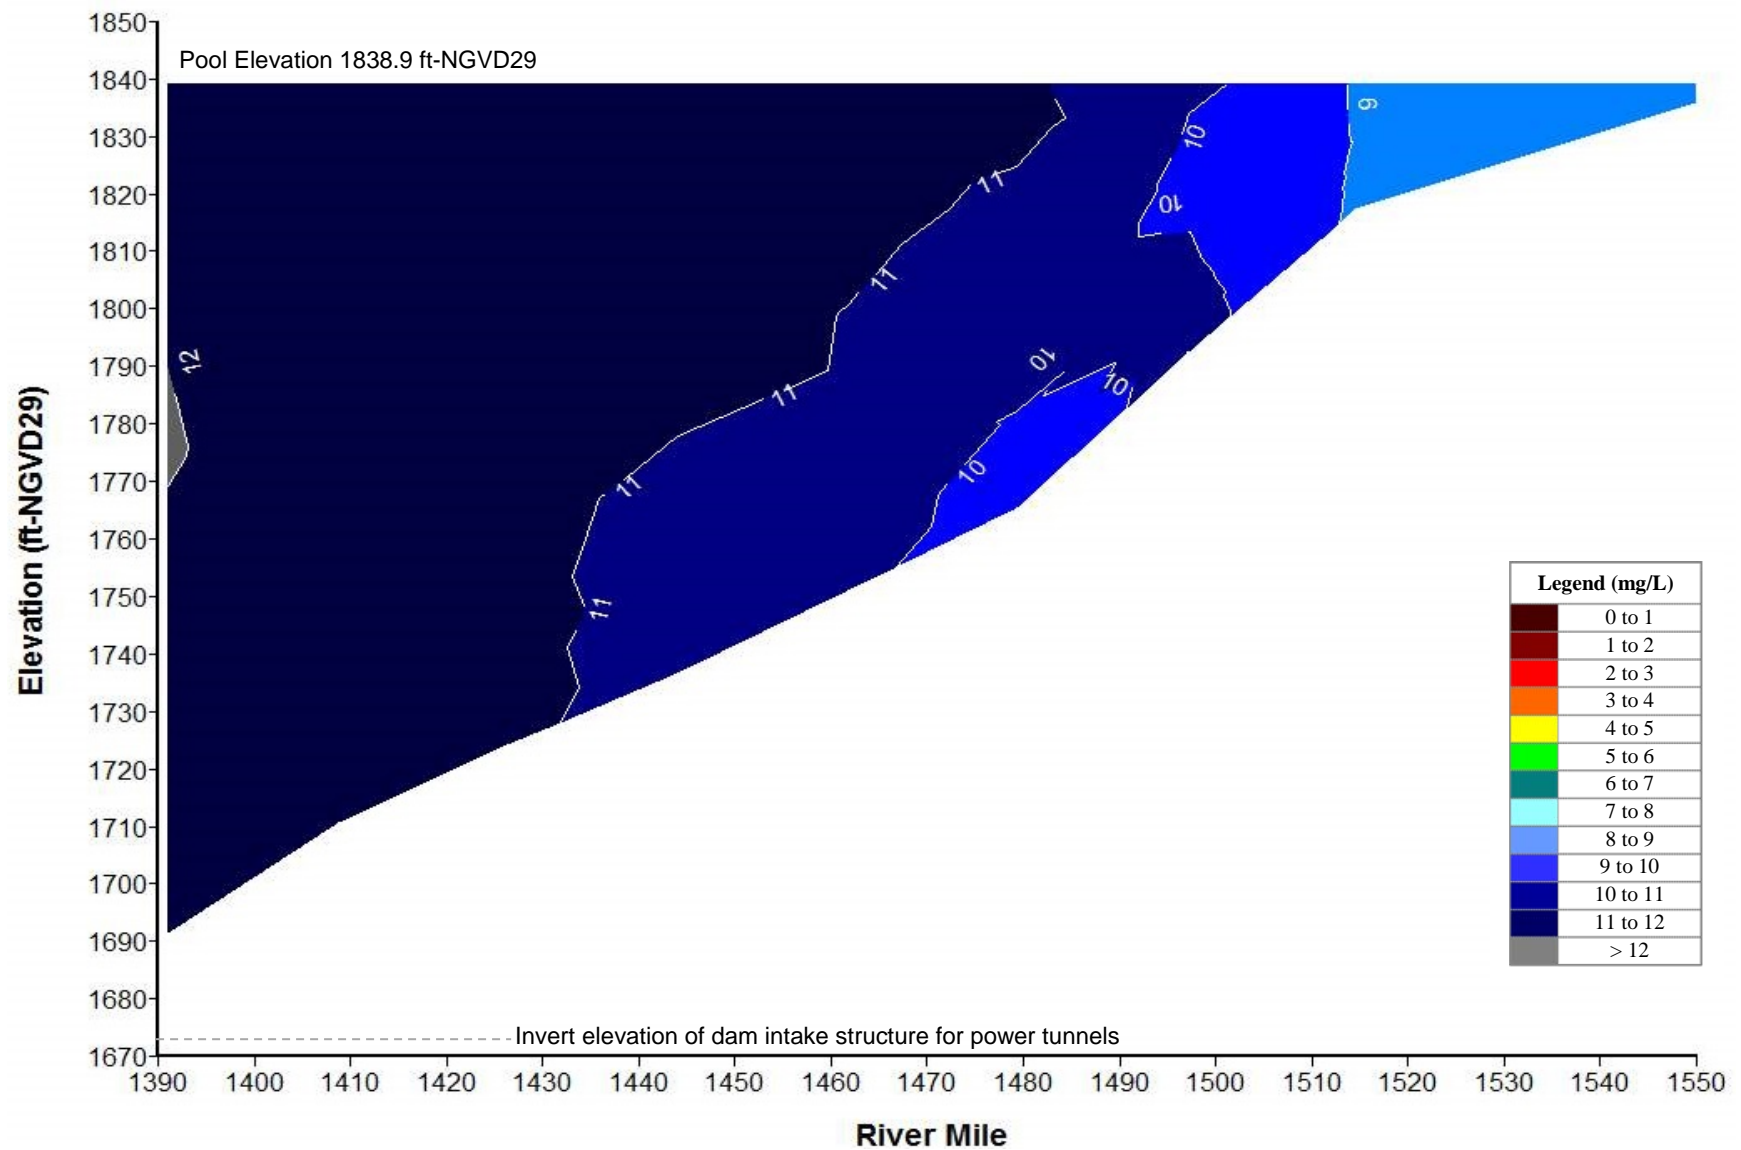 1850
Pool Elevation 1838.9 ft-NGVD29
1840
1830
1820
1810
1800
1790
1780
1770
1760
1750
1740
1730
1720
1710
1700
1690
1680
1670
Elevation (ft-NGVD29)
9
10
10
11
11
12
10
10
11
10
11
11
Legend (mg/L)
0 to 1
1 to 2
2 to 3
3 to 4
4 to 5
5 to 6
6 to 7
7 to 8
8 to 9
9 to 10
10 to 11
11 to 12
> 12
Invert elevation of dam intake structure for power tunnels
1390 1400 1410 1420 1430 1440 1450 1460 1470 1480 1490 1500 1510 1520 1530 1540 1550
River Mile